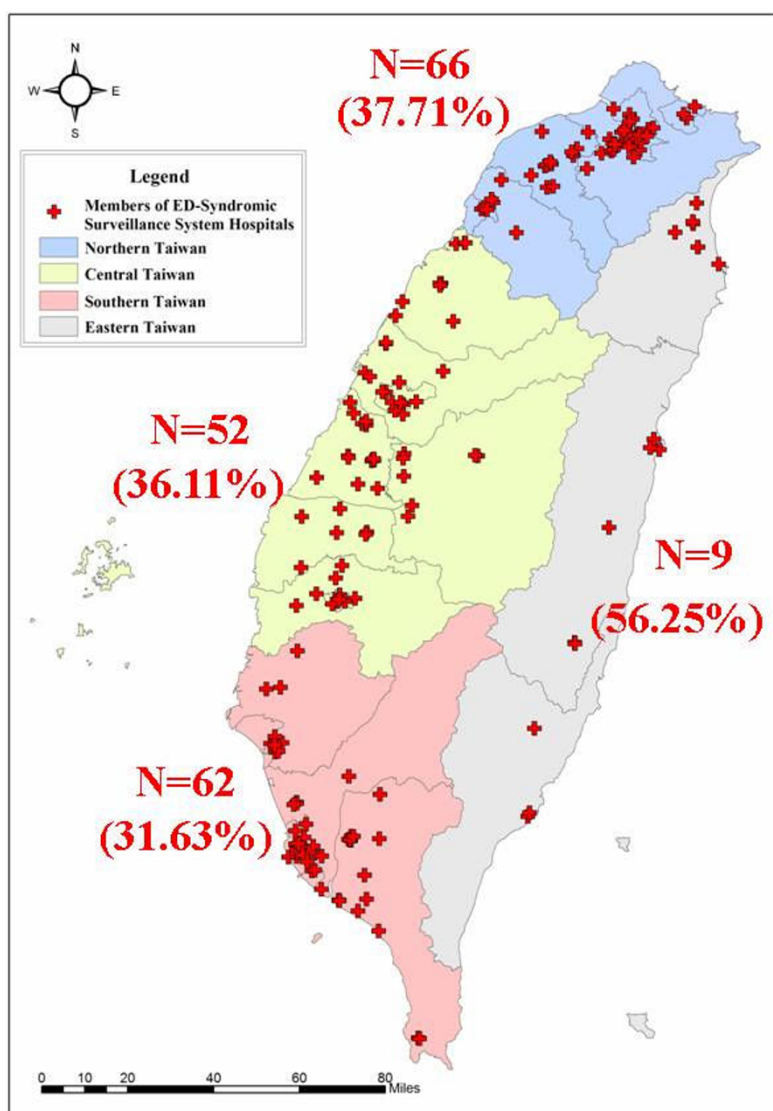 N
W E
S
N=66
(37.71%)
Legend
Members of ED-Syndromic
Surveillance System Hospitals
Northern Taiwan
Central Taiwan
Southern Taiwan
Eastern Taiwan
N=52
(36.11%)
N=9
(56.25%)
N=62
(31.63%)
0 10 20 40 60 80
Miles